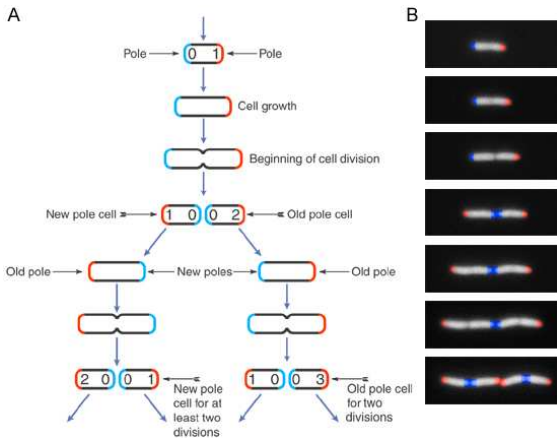 A
B
Pole
0 1
Pole
Cell growth
Beginning of cell division
New pole cell
1 0
0 2
Old pole cell
Old pole
New poles
Old pole
2 0
0 1
New pole
cell for at
least two
divisions
1 0
0 3
Old pole cell
for two
divisions